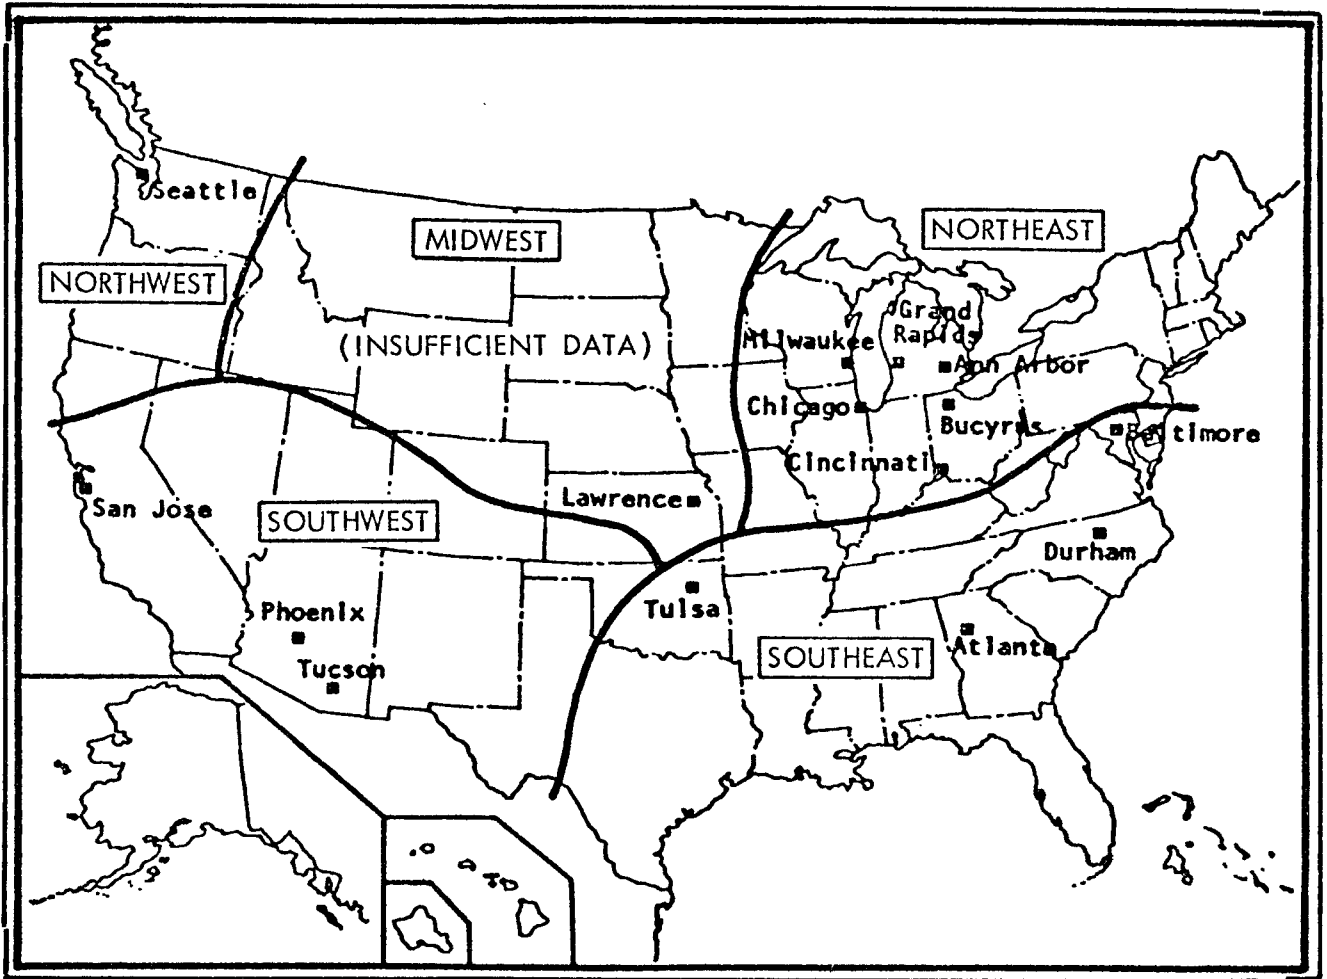 Seattle
MIDWEST
NORTHEAST
NORTHWEST
Grand
Rapids
(INSUFFICIENT DATA)
Milwaukee
Ann Arbor
Chicago
Bucyrus
Baltimore
Cincinnati
Lawrence
San Jose
SOUTHWEST
Durham
Phoenix
Tulsa
Atlanta
SOUTHEAST
Tucson